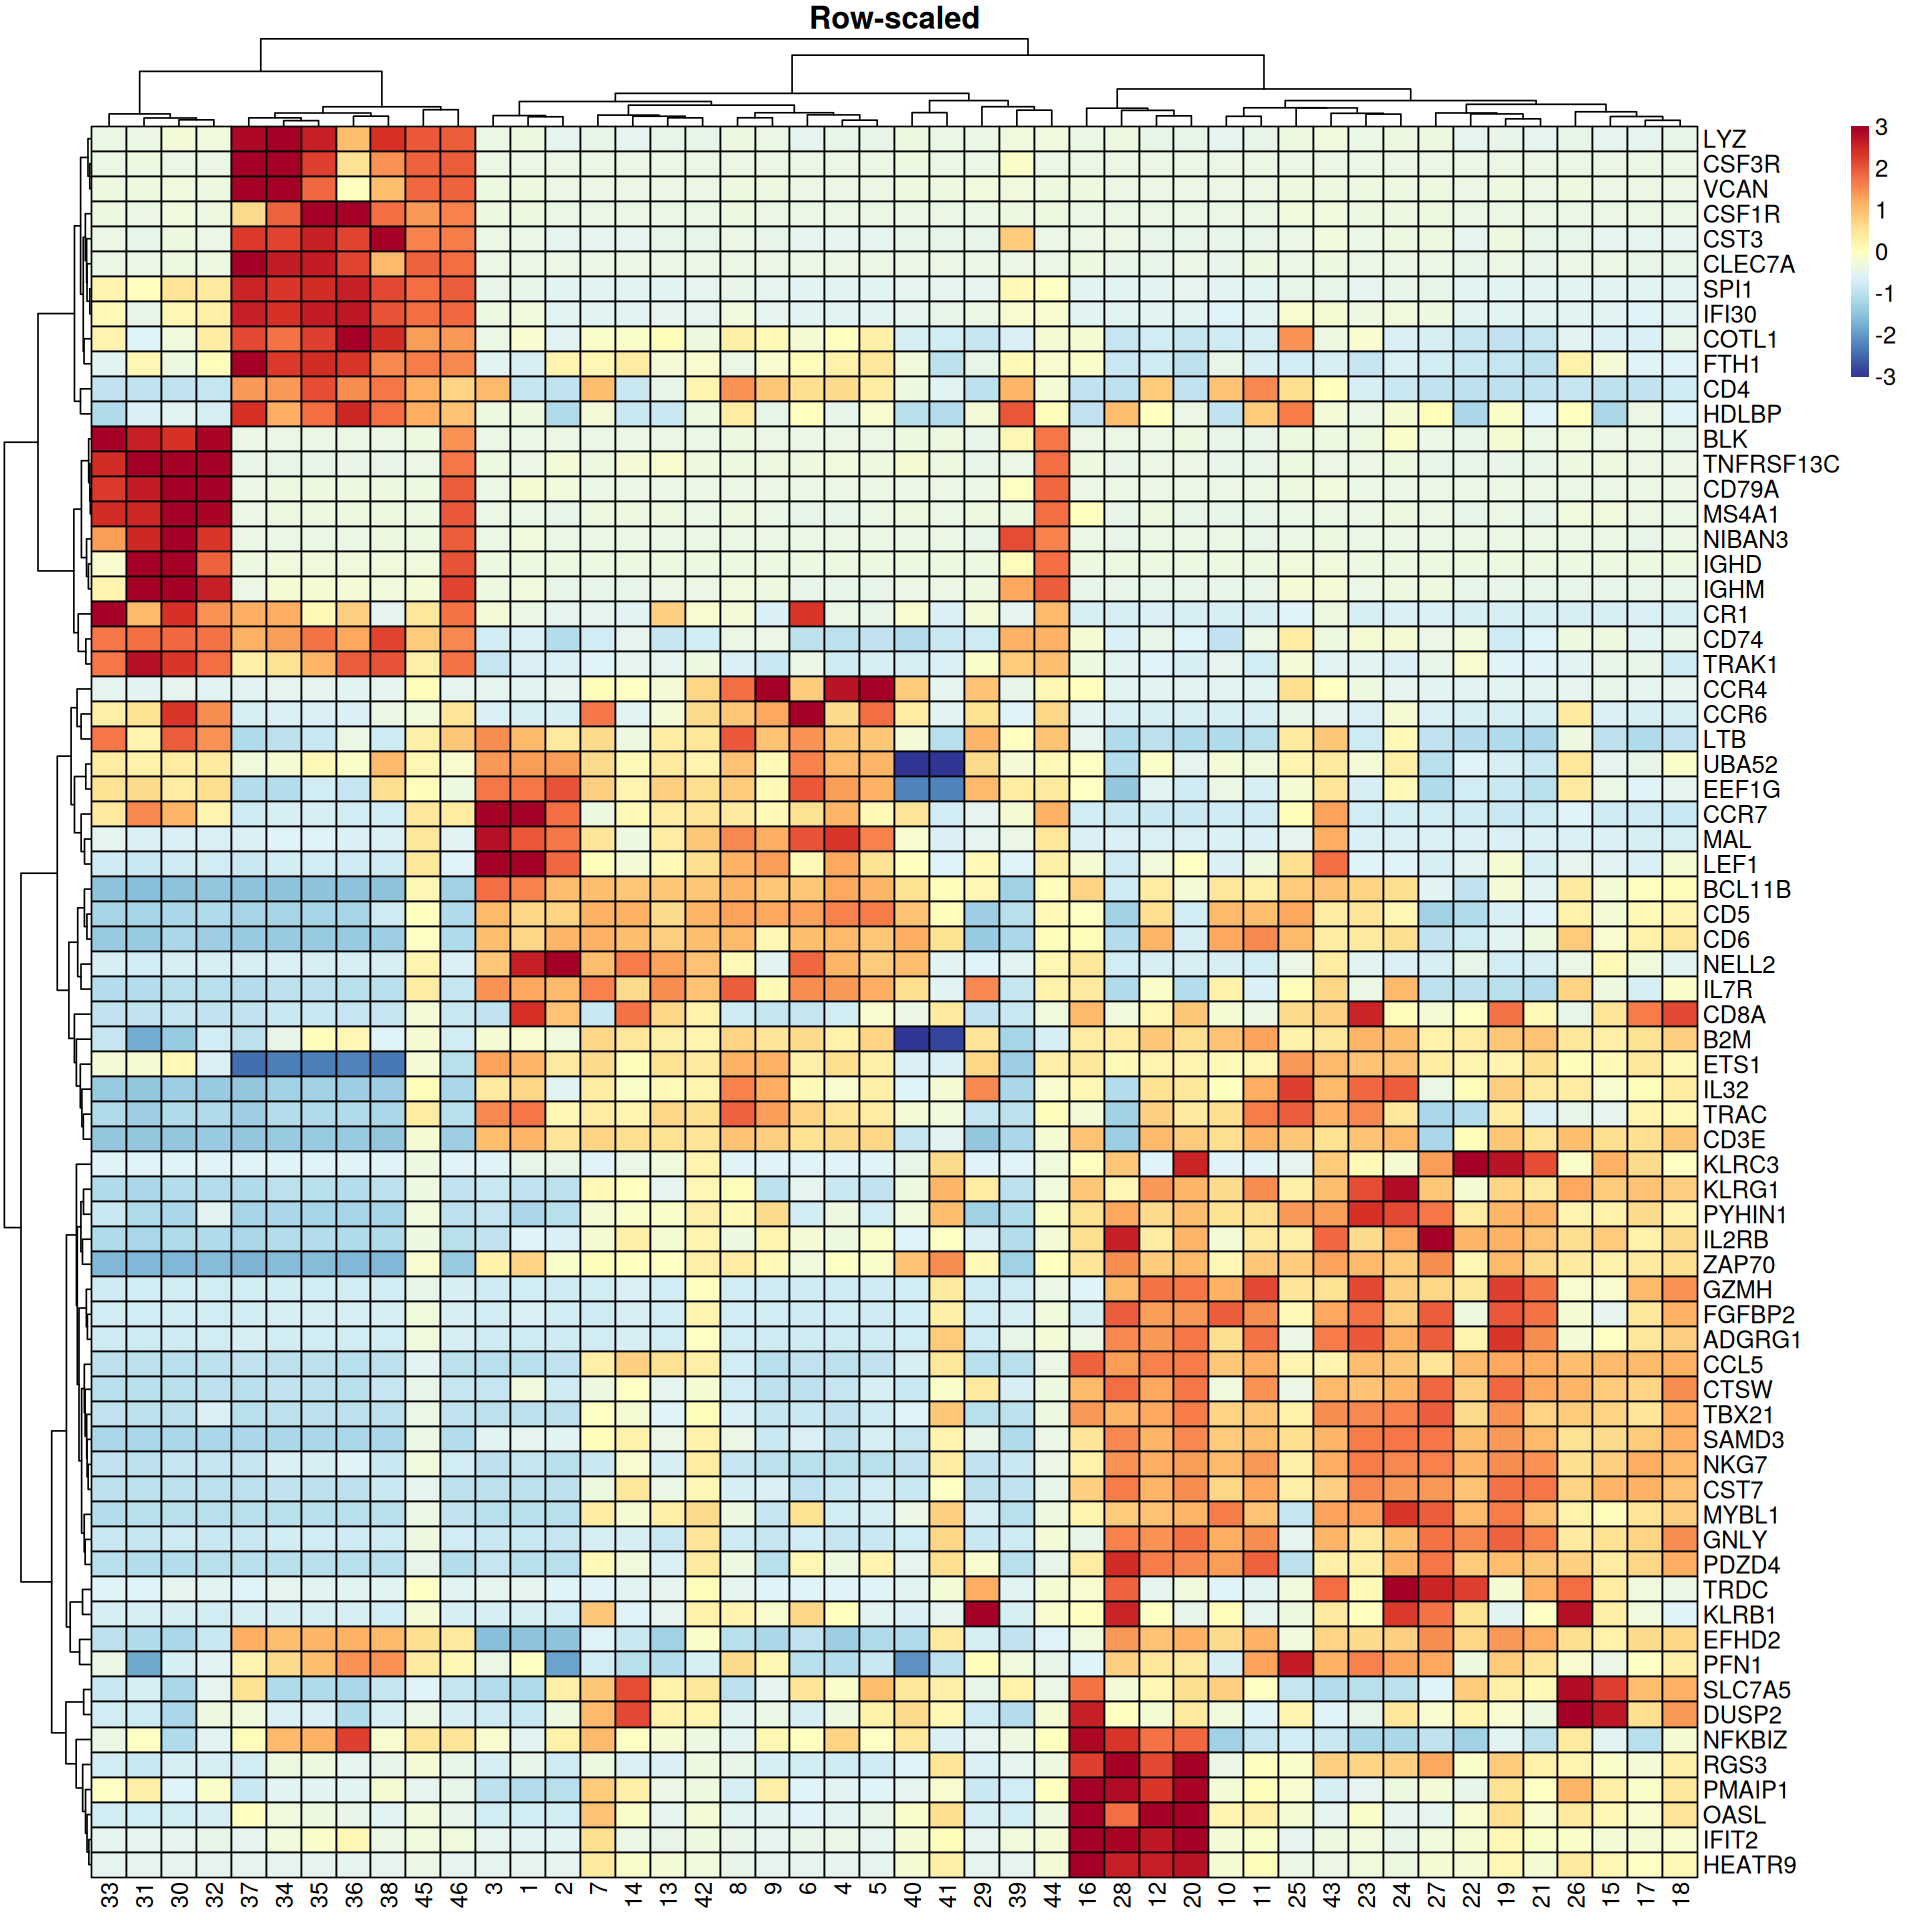 Row-scaled
3
2
1
0
-1
-2
-3
LYZ
CSF3R
VCAN
CSF1R
CST3
CLEC7A
SPI1
IFI30
COTL1
FTH1
CD4
HDLBP
BLK
TNFRSF13C
CD79A
MS4A1
NIBAN3
IGHD
IGHM
CR1
CD74
TRAK1
CCR4
CCR6
LTB
UBA52
EEF1G
CCR7
MAL
LEF1
BCL11B
CD5
CD6
NELL2
IL7R
CD8A
B2M
ETS1
IL32
TRAC
CD3E
KLRC3
KLRG1
PYHIN1
IL2RB
ZAP70
GZMH
FGFBP2
ADGRG1
CCL5
CTSW
TBX21
SAMD3
NKG7
CST7
MYBL1
GNLY
PDZD4
TRDC
KLRB1
EFHD2
PFN1
SLC7A5
DUSP2
NFKBIZ
RGS3
PMAIP1
OASL
IFIT2
HEATR9
33 31 30 32 37 34 35 36 38 45 46 3 1 2 7 14 13 42 8 9 6 4 5 40 41 29 39 44 16 28 12 20 10 11 25 43 23 24 27 22 19 21 26 15 17 18